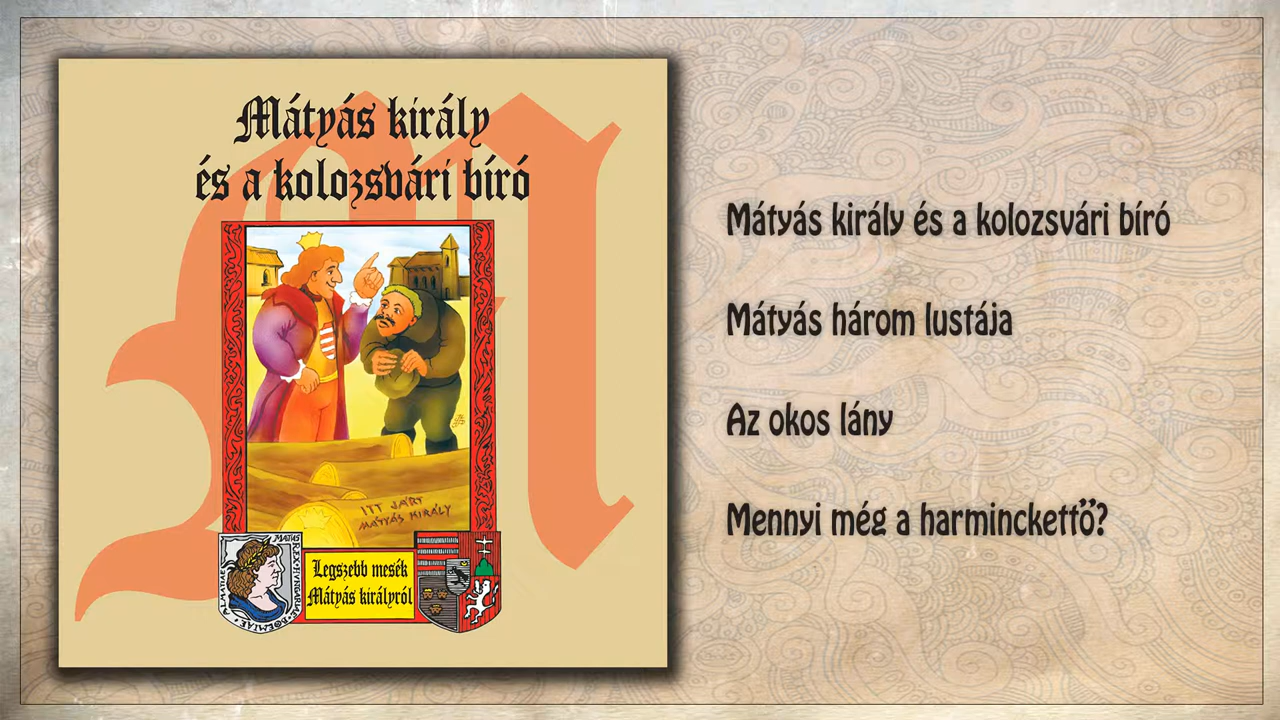 Mátyás király
és a kolozsvári bíró
ITT JÁRT
MÁTYÁS KIRÁLY
Legszebb mesék
Mátyás királyról
Mátyás király és a kolozsvári bíró
Mátyás három lustája
Az okos lány
Mennyi még a harminckettő?